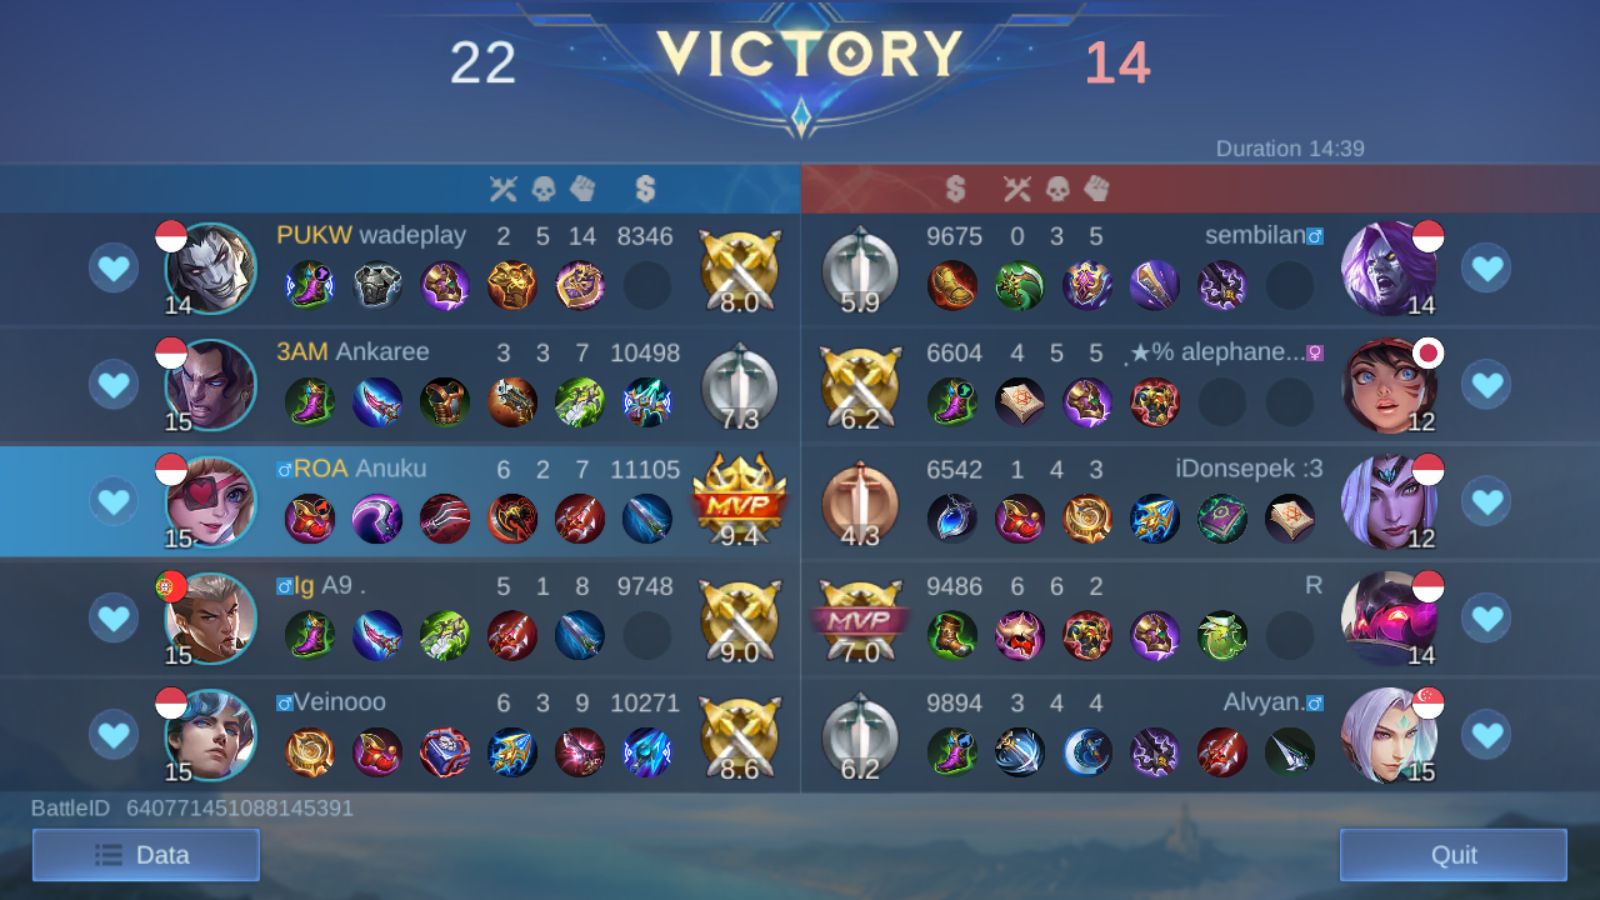 22 VICTORY 14
Duration 14:39
PUKW wadeplay 2 5 14 8346
14 8.0
9675 0 3 5 sembilan♂
5.9 14
3AM Ankaree 3 3 7 10498
15 7.3
6604 4 5 5 .★% alephane...♀
6.2 12
♂ROA Anuku 6 2 7 11105
15 MVP 9.4
6542 1 4 3 iDonsepek :3
4.3 12
♂Ig A9 . 5 1 8 9748
15 9.0
9486 6 6 2 R
MVP 7.0 14
♂Veinooo 6 3 9 10271
15 8.6
9894 3 4 4 Alvyan.♂
6.2 15
BattleID 640771451088145391
Data
Quit